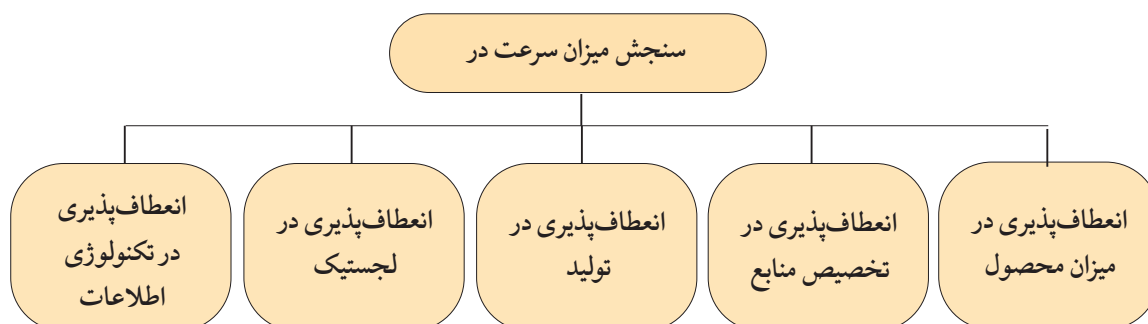 سنجش میزان سرعت در
انعطاف‌پذیری در
میزان محصول
انعطاف‌پذیری در
تخصیص منابع
انعطاف‌پذیری در
تولید
انعطاف‌پذیری در
لجستیک
انعطاف‌پذیری
در تکنولوژی
اطلاعات